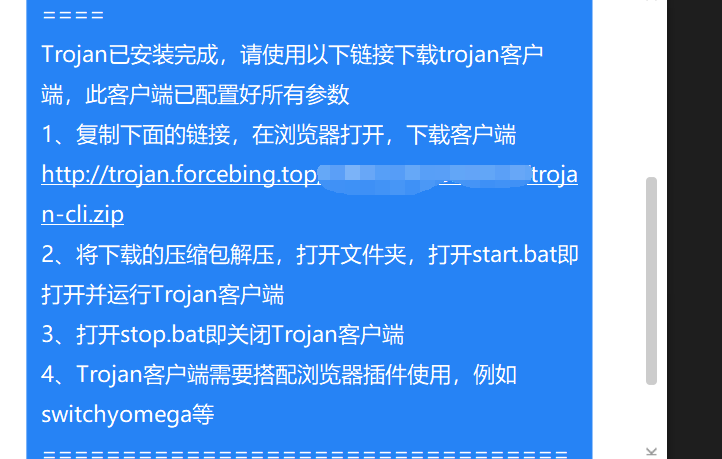 ====
Trojan已安装完成，请使用以下链接下载trojan客户
端，此客户端已配置好所有参数
1、复制下面的链接，在浏览器打开，下载客户端
http://trojan.forcebing.top/ troja
n-cli.zip
2、将下载的压缩包解压，打开文件夹，打开start.bat即
打开并运行Trojan客户端
3、打开stop.bat即关闭Trojan客户端
4、Trojan客户端需要搭配浏览器插件使用，例如
switchyomega等
=================================